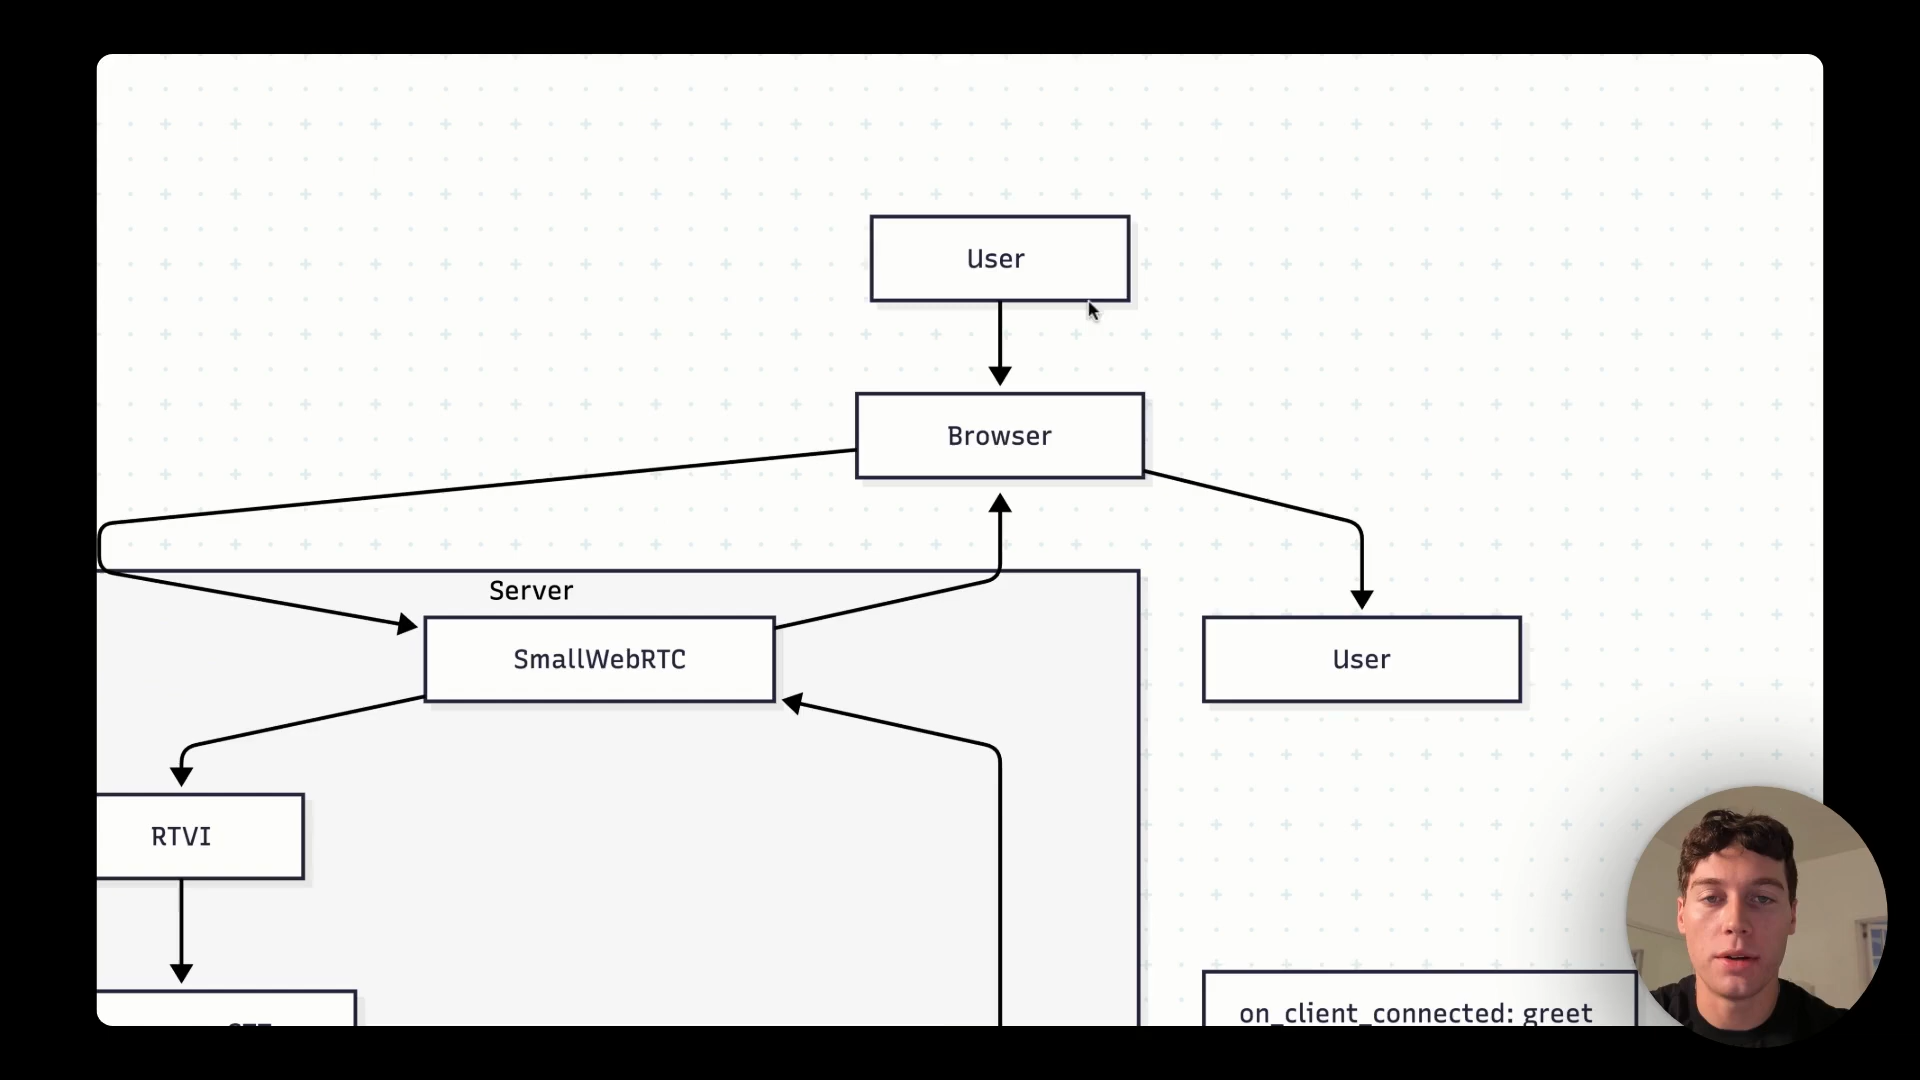 User
Browser
Server
SmallWebRTC
User
RTVI
on_client_connected: greet